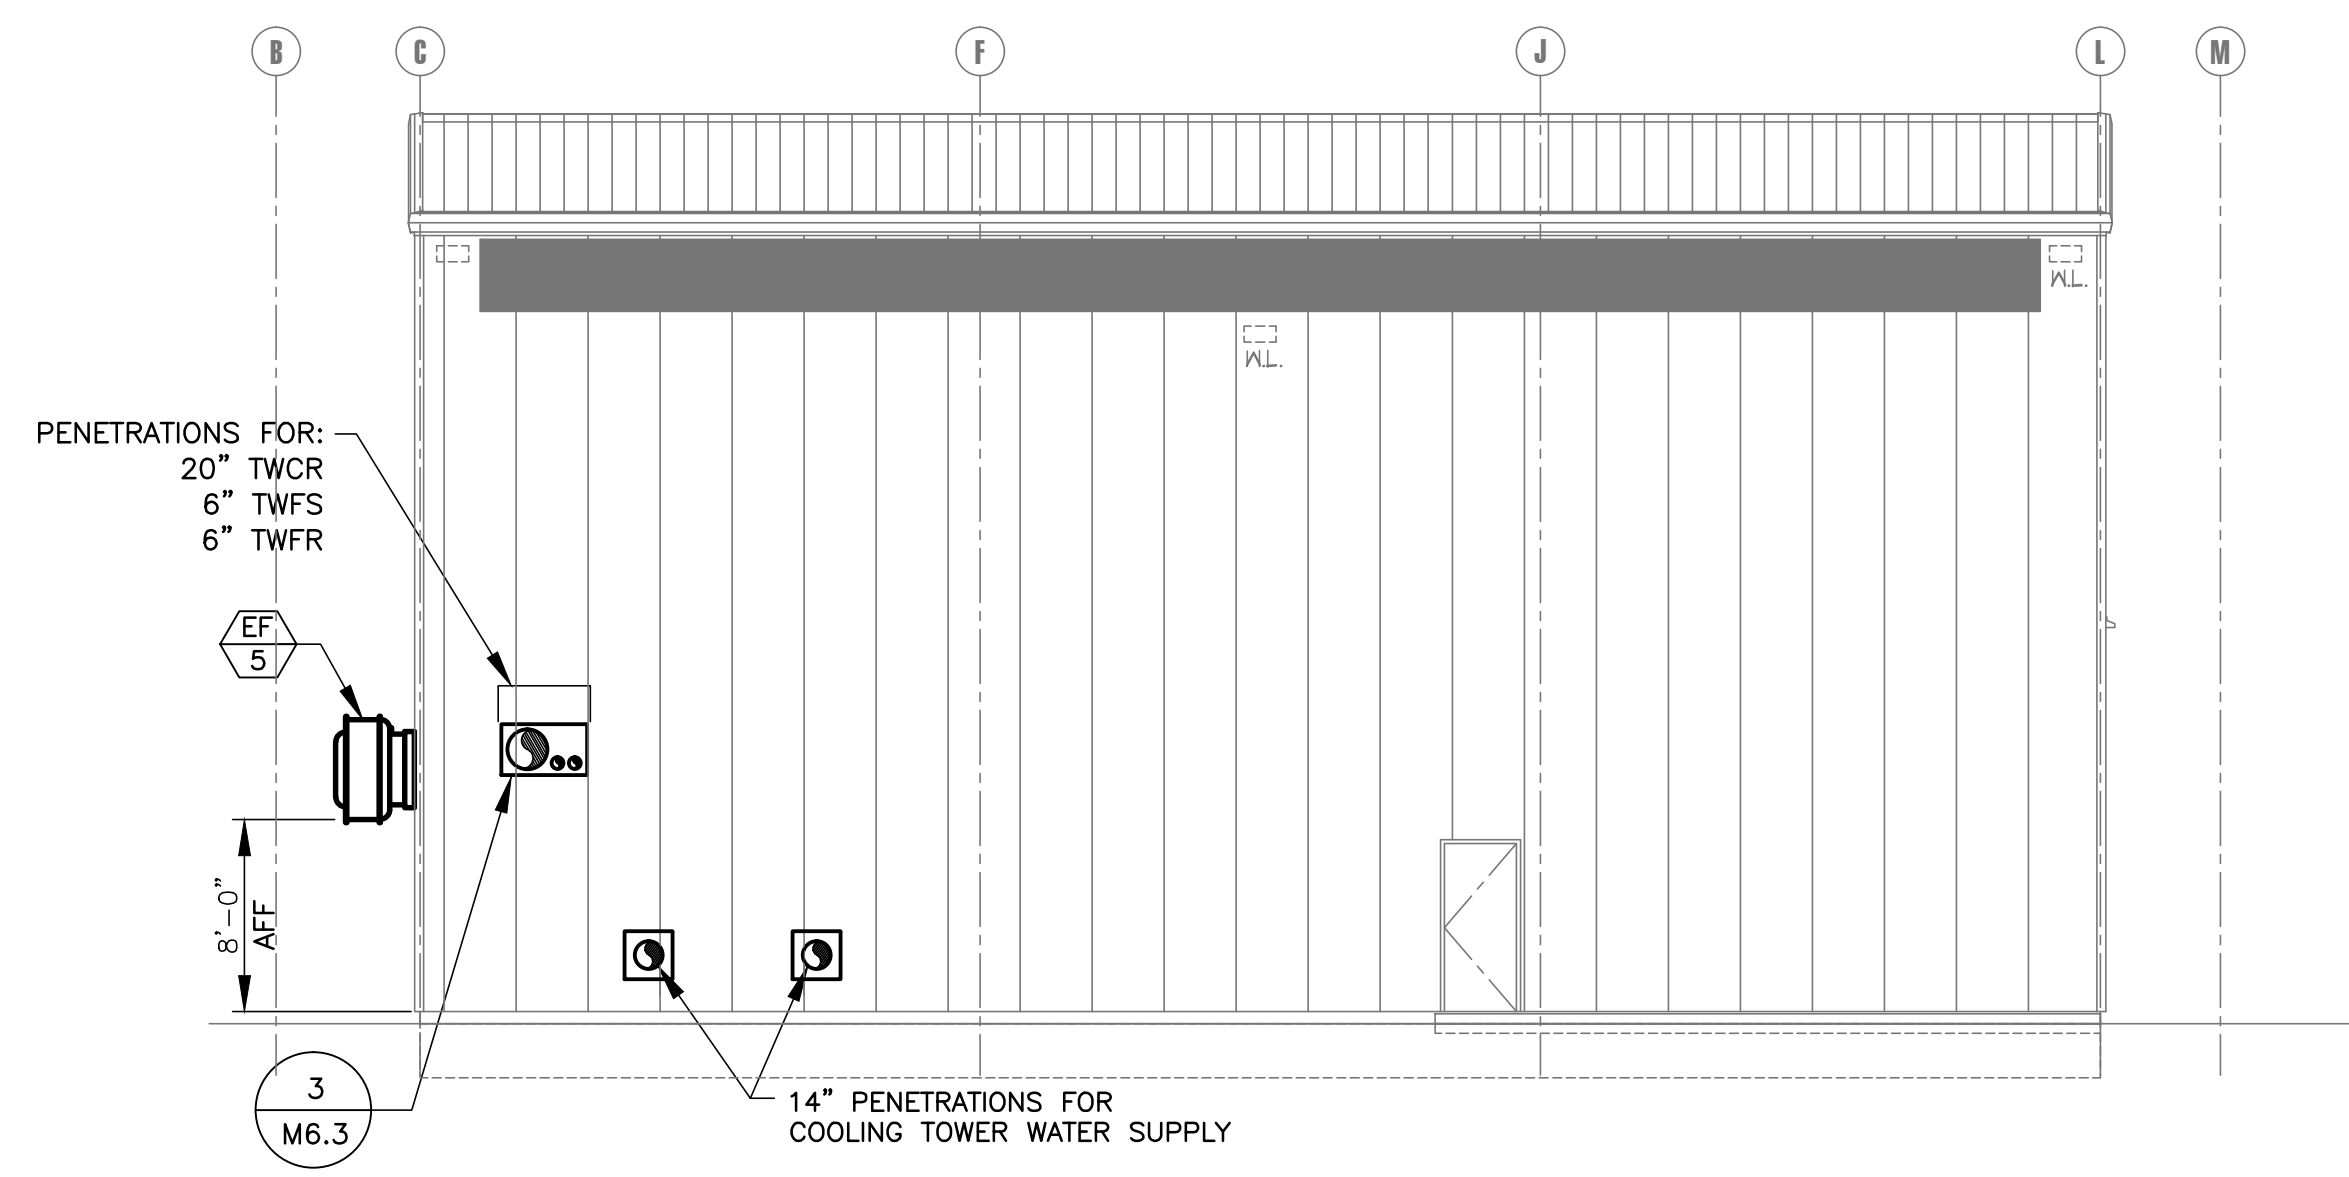 B C F J L M
W.L.
W.L.
PENETRATIONS FOR:
20" TWCR
6" TWFS
6" TWFR
EF
5
8'-0"
AFF
3
M6.3
14" PENETRATIONS FOR
COOLING TOWER WATER SUPPLY